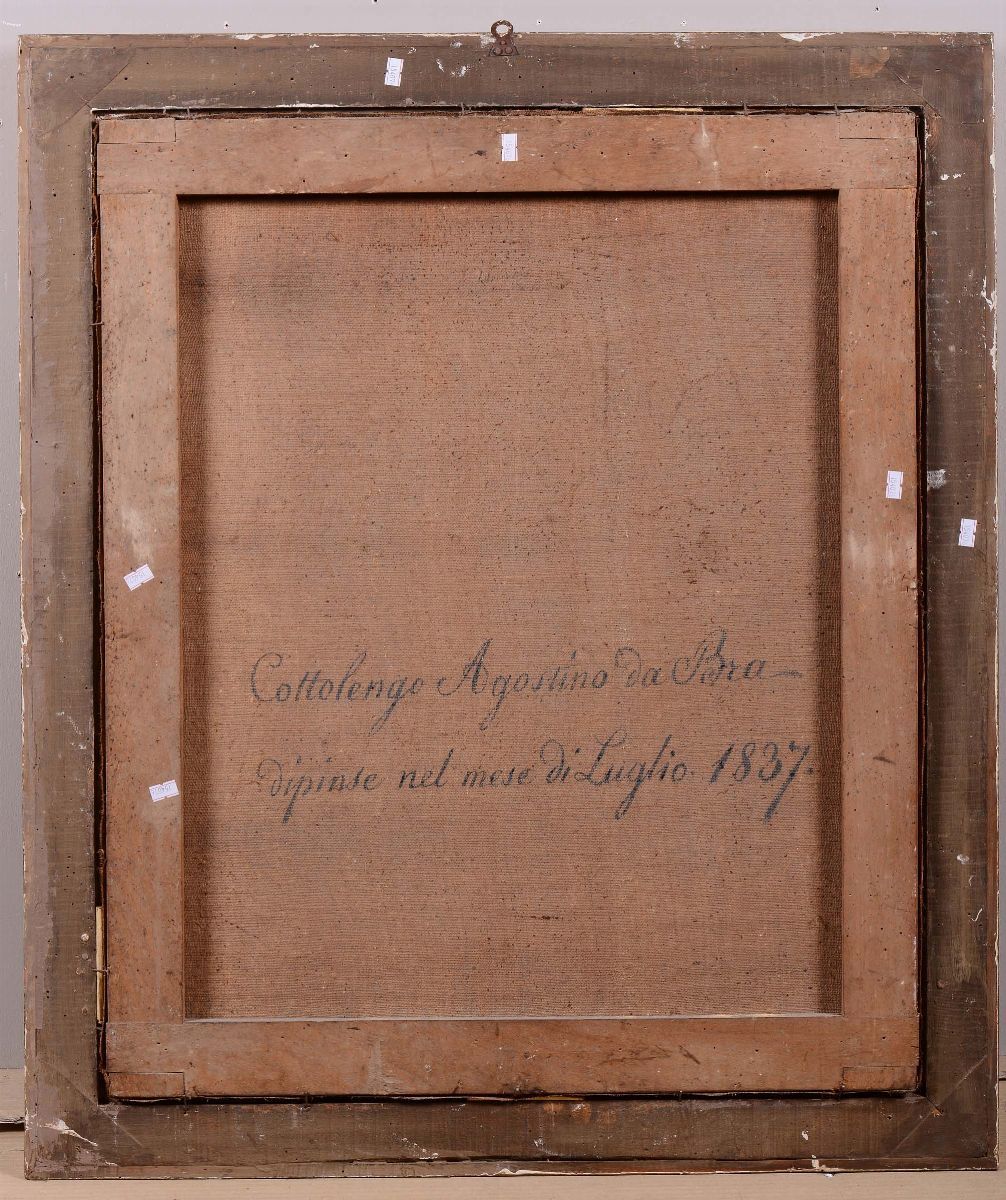 Cottolengo Agostino da Bra—
dipinse nel mese di Luglio. 1837.